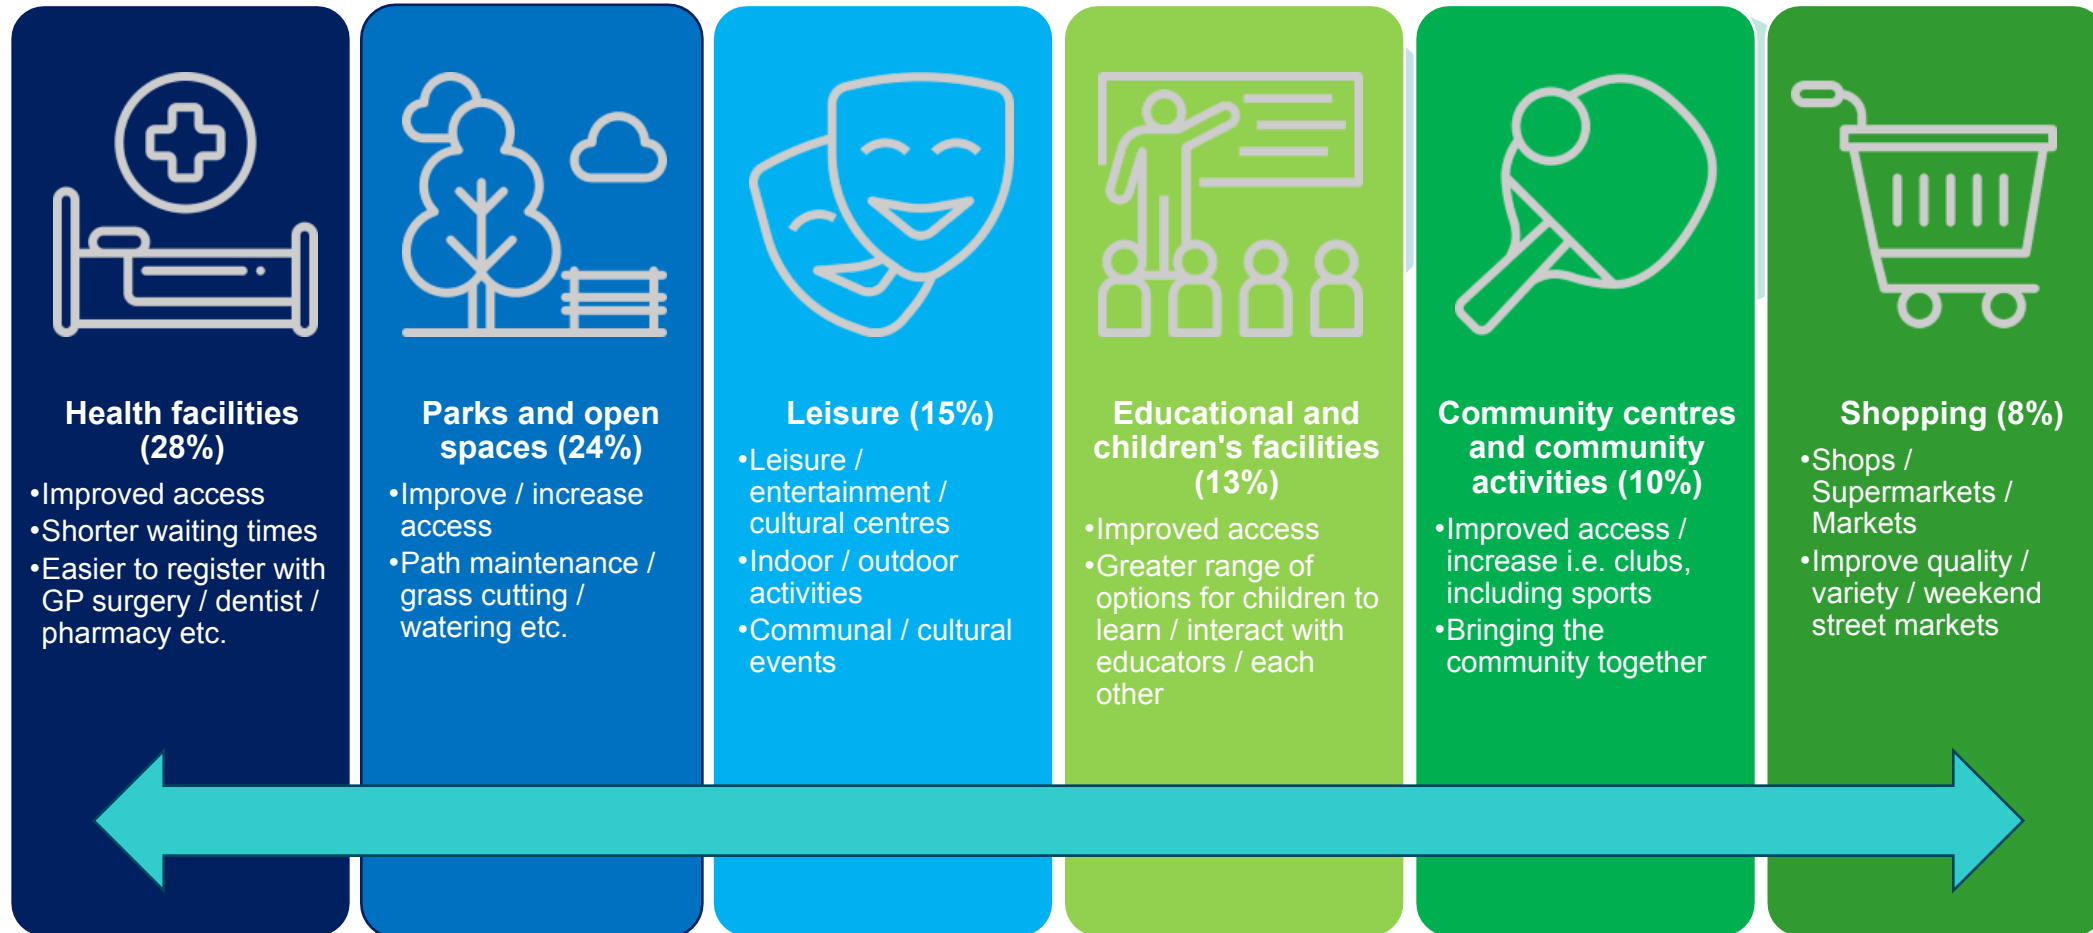 Health facilities
(28%)
•Improved access
•Shorter waiting times
•Easier to register with
GP surgery / dentist /
pharmacy etc.
Parks and open
spaces (24%)
•Improve / increase
access
•Path maintenance /
grass cutting /
watering etc.
Leisure (15%)
•Leisure /
entertainment /
cultural centres
•Indoor / outdoor
activities
•Communal / cultural
events
Educational and
children's facilities
(13%)
•Improved access
•Greater range of
options for children to
learn / interact with
educators / each
other
Community centres
and community
activities (10%)
•Improved access /
increase i.e. clubs,
including sports
•Bringing the
community together
Shopping (8%)
•Shops /
Supermarkets /
Markets
•Improve quality /
variety / weekend
street markets